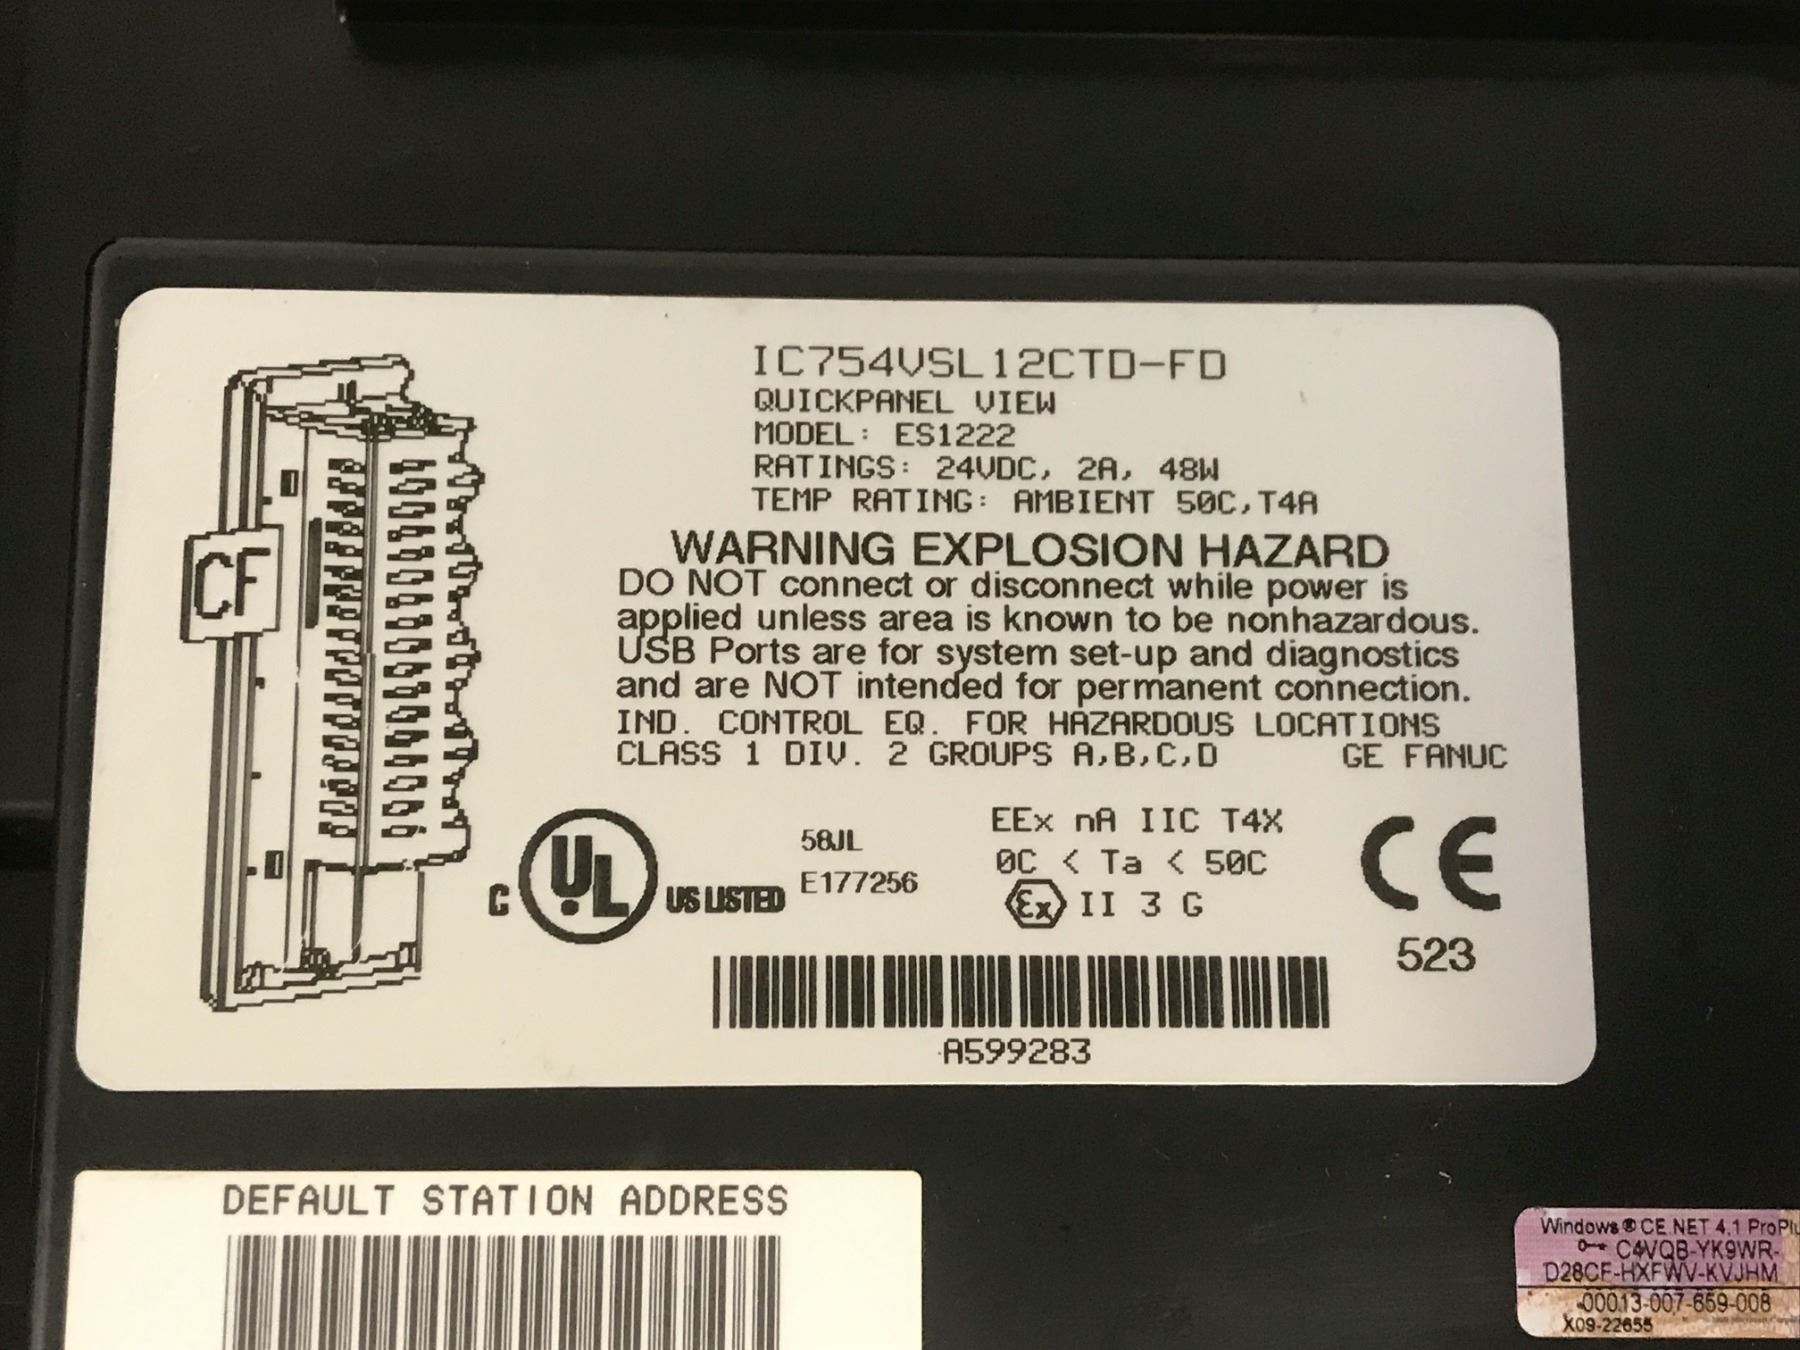 IC754VSL12CTD-FD
QUICKPANEL VIEW
MODEL: ES1222
RATINGS: 24VDC, 2A, 48W
TEMP RATING: AMBIENT 50C,T4A
WARNING EXPLOSION HAZARD
DO NOT connect or disconnect while power is
applied unless area is known to be nonhazardous.
USB Ports are for system set-up and diagnostics
and are NOT intended for permanent connection.
IND. CONTROL EQ. FOR HAZARDOUS LOCATIONS
CLASS 1 DIV. 2 GROUPS A,B,C,D GE FANUC
CF
C UL US LISTED
58JL
E177256
EEx nA IIC T4X
0C < Ta < 50C
Ex II 3 G
CE
523
A599283
DEFAULT STATION ADDRESS
Windows® CE.NET 4.1 ProPlu
C4VQB-YK9WR-
D28CF-HXFWV-KVJHM
00013-007-659-008
X09-22655